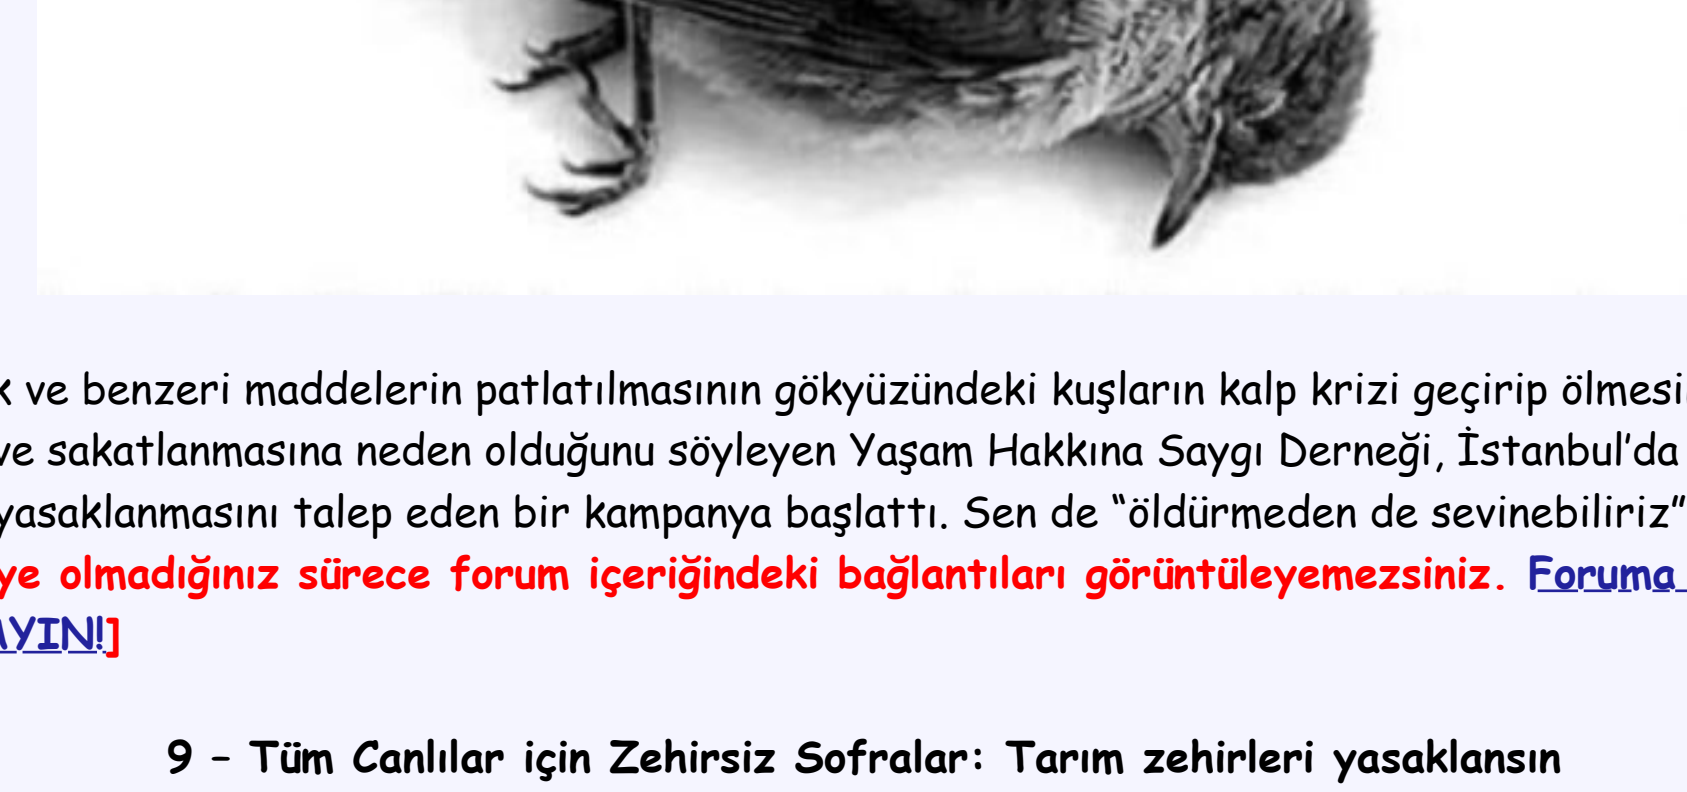 k ve benzeri maddelerin patlatılmasının gökyüzündeki kuşların kalp krizi geçirip ölmesi
ve sakatlanmasına neden olduğunu söyleyen Yaşam Hakkına Saygı Derneği, İstanbul’da
yasaklanmasını talep eden bir kampanya başlattı. Sen de “öldürmeden de sevinebiliriz”
ye olmadığınız sürece forum içeriğindeki bağlantıları görüntüleyemezsiniz. Foruma
AYIN!]
9 – Tüm Canlılar için Zehirsiz Sofralar: Tarım zehirleri yasaklansın